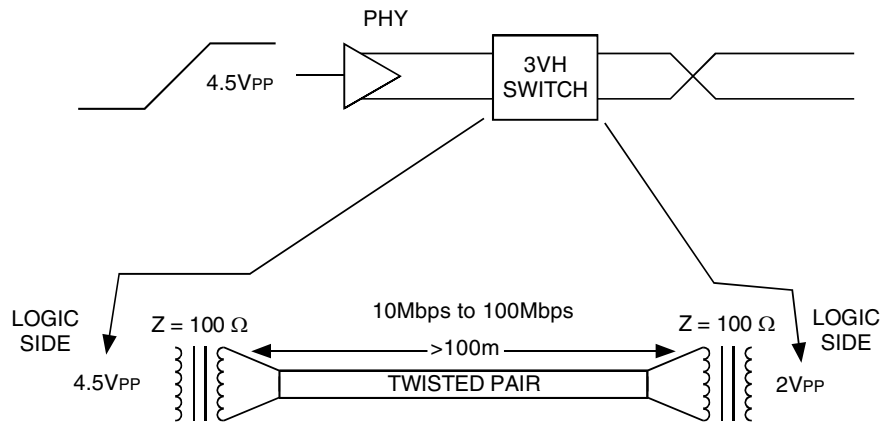 PHY
4.5VPP
3VH
SWITCH
10Mbps to 100Mbps
LOGIC
SIDE
Z = 100 Ω
Z = 100 Ω
LOGIC
SIDE
>100m
4.5VPP
TWISTED PAIR
2VPP